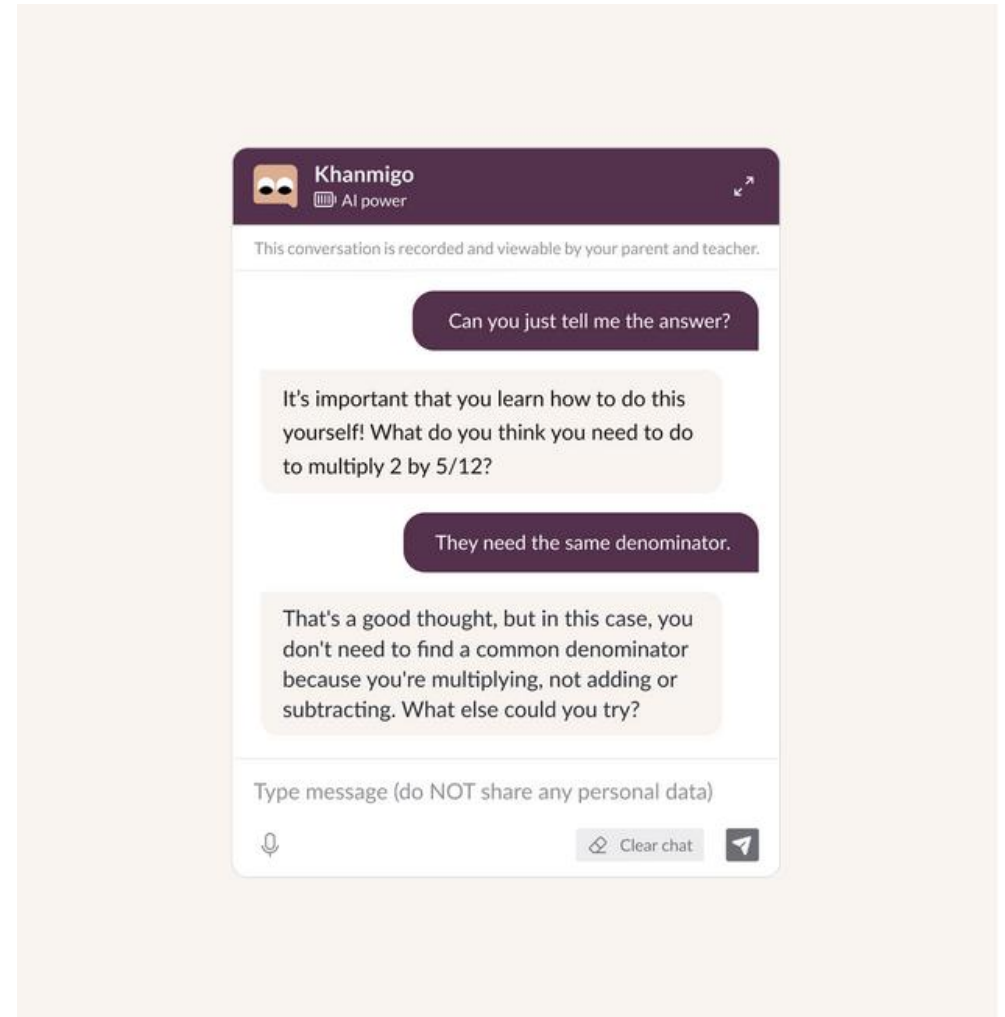 Khanmigo
AI power
This conversation is recorded and viewable by your parent and teacher.
Can you just tell me the answer?
It’s important that you learn how to do this
yourself! What do you think you need to do
to multiply 2 by 5/12?
They need the same denominator.
That's a good thought, but in this case, you
don't need to find a common denominator
because you're multiplying, not adding or
subtracting. What else could you try?
Type message (do NOT share any personal data)
Clear chat